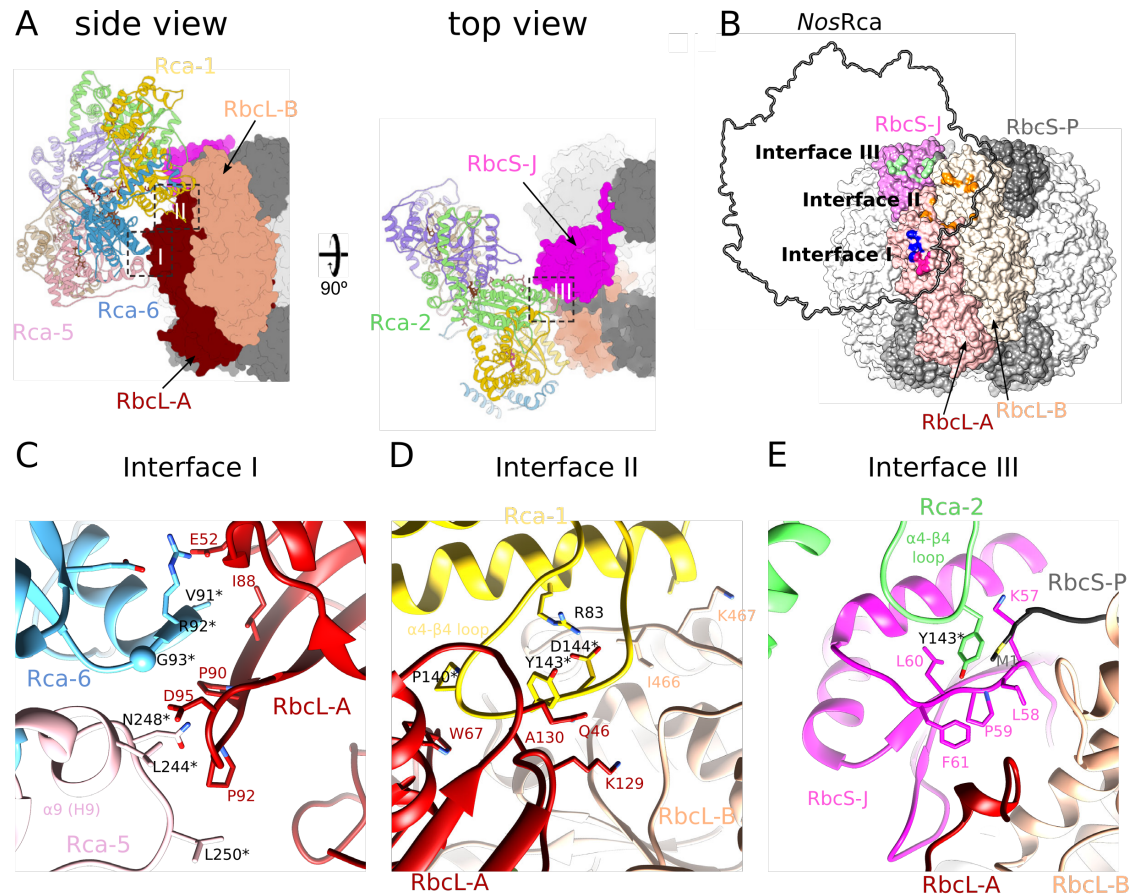 A side view
top view
B NosRca
Rca-1
RbcL-B
RbcS-J
RbcS-P
RbcS-J
Interface III
II
Interface II
I
Interface I
90º
III
Rca-6
Rca-2
Rca-5
RbcL-A
RbcL-B
RbcL-A
C Interface I
D Interface II
E Interface III
E52
I88
V91*
R92*
G93*
Rca-6
P90
D95
RbcL-A
N248*
L244*
P92
α9 (H9)
Rca-5
L250*
Rca-1
α4-β4 loop
R83
K467
D144*
Y143*
P140*
I466
W67
A130
Q46
K129
RbcL-B
RbcL-A
Rca-2
α4-β4
loop
RbcS-P
K57
Y143*
M1
L60
L58
P59
F61
RbcS-J
RbcL-A
RbcL-B